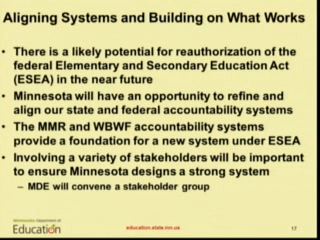 Aligning Systems and Building on What Works
• There is a likely potential for reauthorization of the
federal Elementary and Secondary Education Act
(ESEA) in the near future
• Minnesota will have an opportunity to refine and
align our state and federal accountability systems
• The MMR and WBWF accountability systems
provide a foundation for a new system under ESEA
• Involving a variety of stakeholders will be important
to ensure Minnesota designs a strong system
– MDE will convene a stakeholder group
Minnesota Department of
Education
education.state.mn.us
17